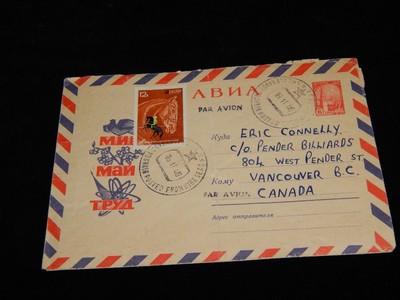 АВИА
PAR AVION
12к
МИР
МАЙ
ТРУД
Куда
ERIC CONNELLY,
C/O. PENDER BILLIARDS
804 WEST PENDER ST.
Кому
VANCOUVER B.C.
PAR AVION
CANADA
Адрес отправителя: